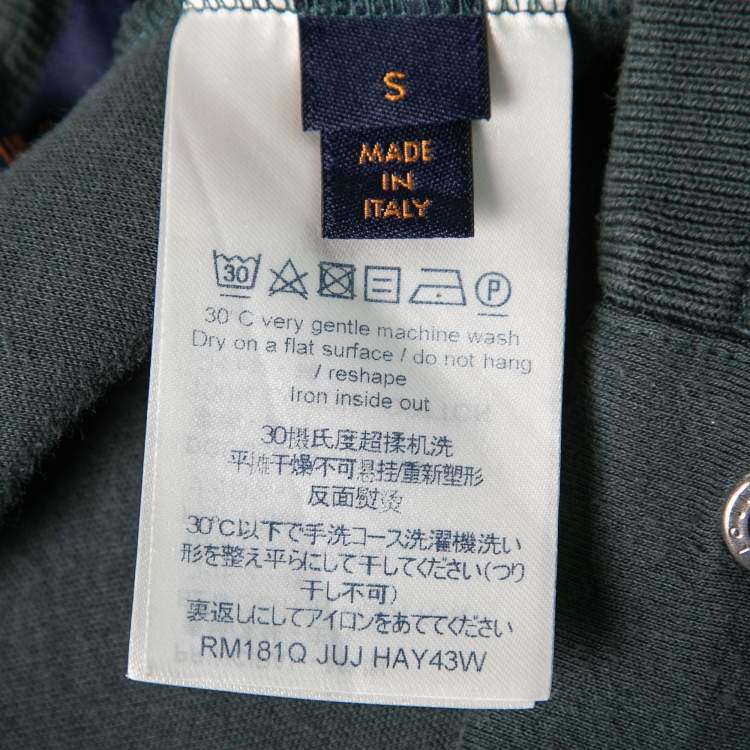 S
MADE
IN
ITALY
30
P
30°C very gentle machine wash
Dry on a flat surface / do not hang
/ reshape
Iron inside out
30摄氏度超柔机洗
平摊干燥/不可悬挂/重新塑形
反面熨烫
30°C以下で手洗コース洗濯機洗い
形を整え平らにして干してください(つり
干し不可)
裏返しにしてアイロンをあててください
RM181Q JUJ HAY43W